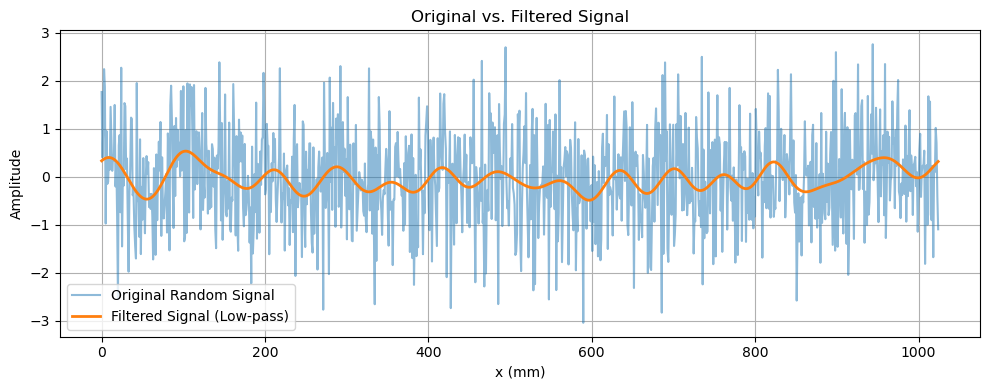 Original vs. Filtered Signal
Amplitude
3
2
1
0
−1
−2
−3
Original Random Signal
Filtered Signal (Low-pass)
0 200 400 600 800 1000
x (mm)